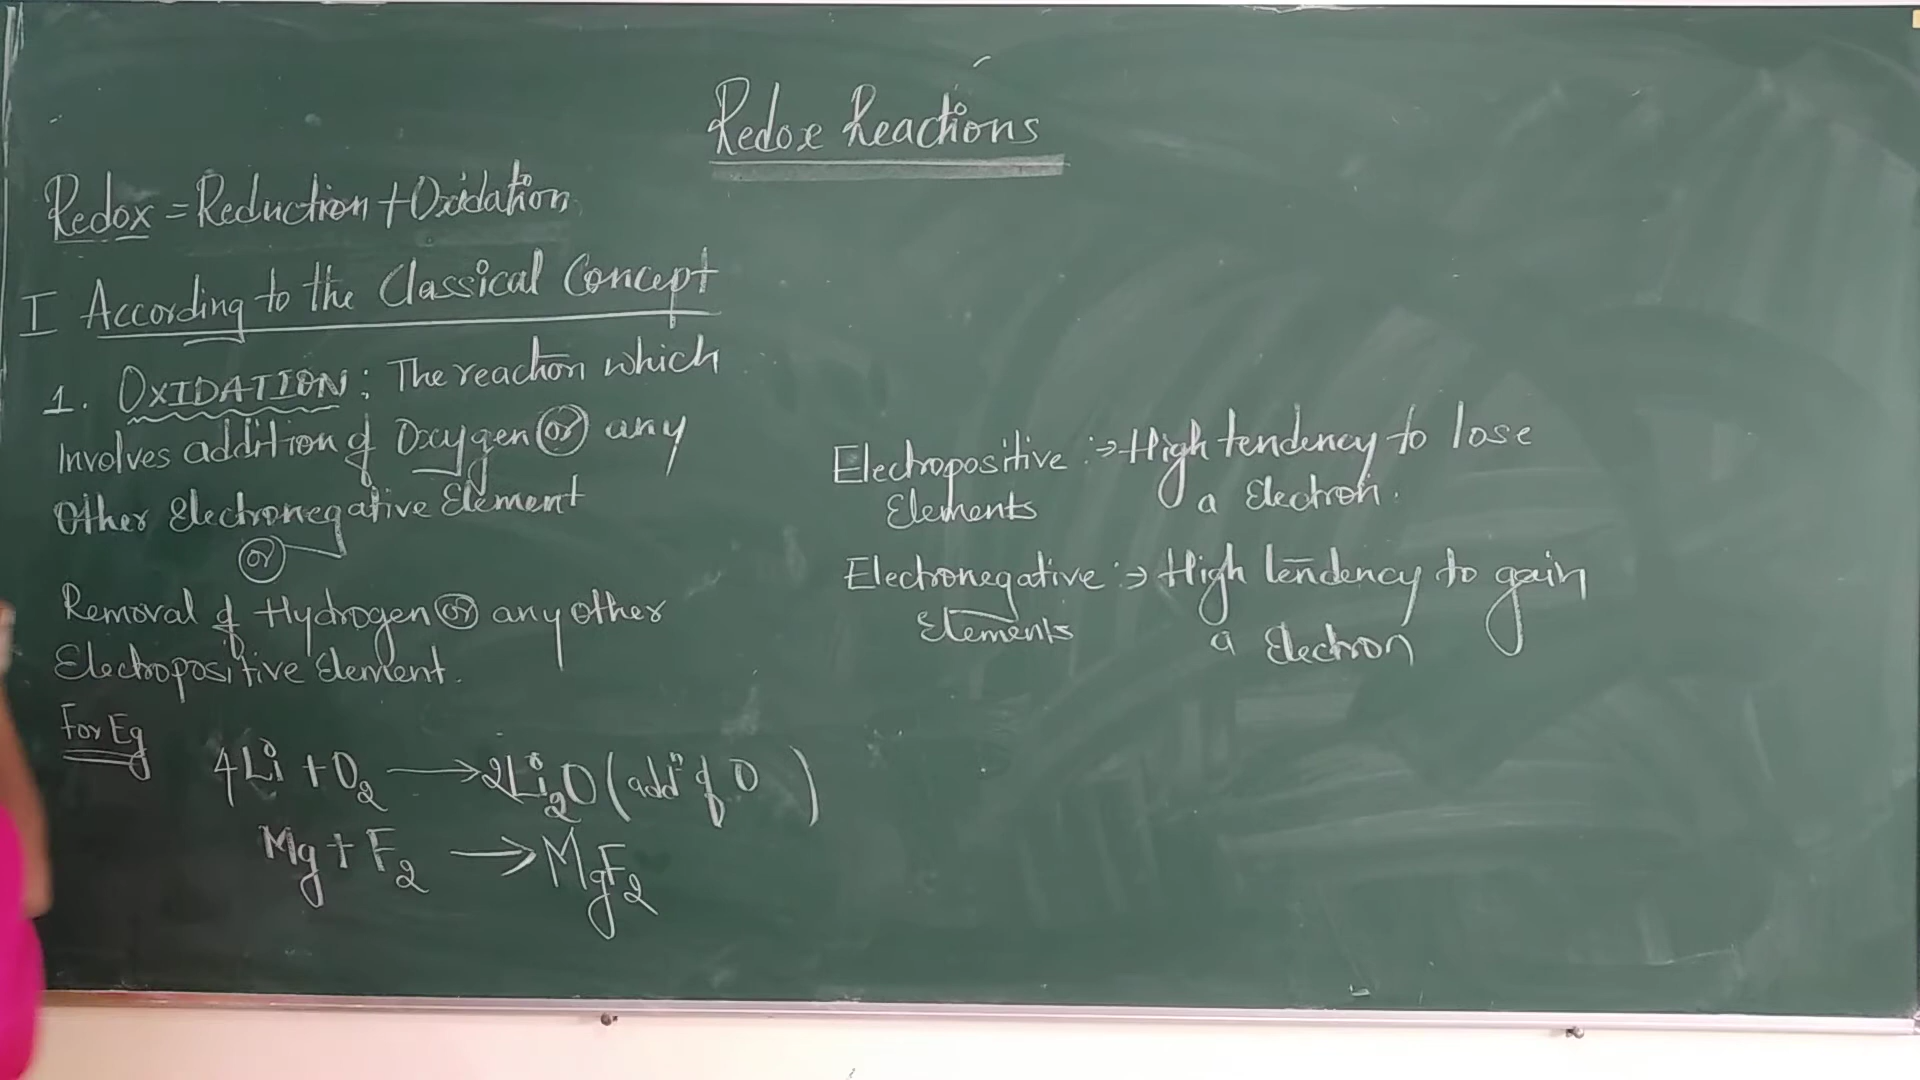 Redox Reactions
Redox = Reduction + Oxidation
I According to the Classical Concept
1. OXIDATION : The reaction which
Involves addition of Oxygen (or) any
Other Electronegative Element
(or)
Removal of Hydrogen (or) any other
Electropositive Element.
For Eg
4Li + O₂ → 2Li₂O (addⁿ of O )
Mg + F₂ → MgF₂
Electropositive :→ High tendency to lose
Elements a Electron.
Electronegative :→ High tendency to gain
Elements a Electron